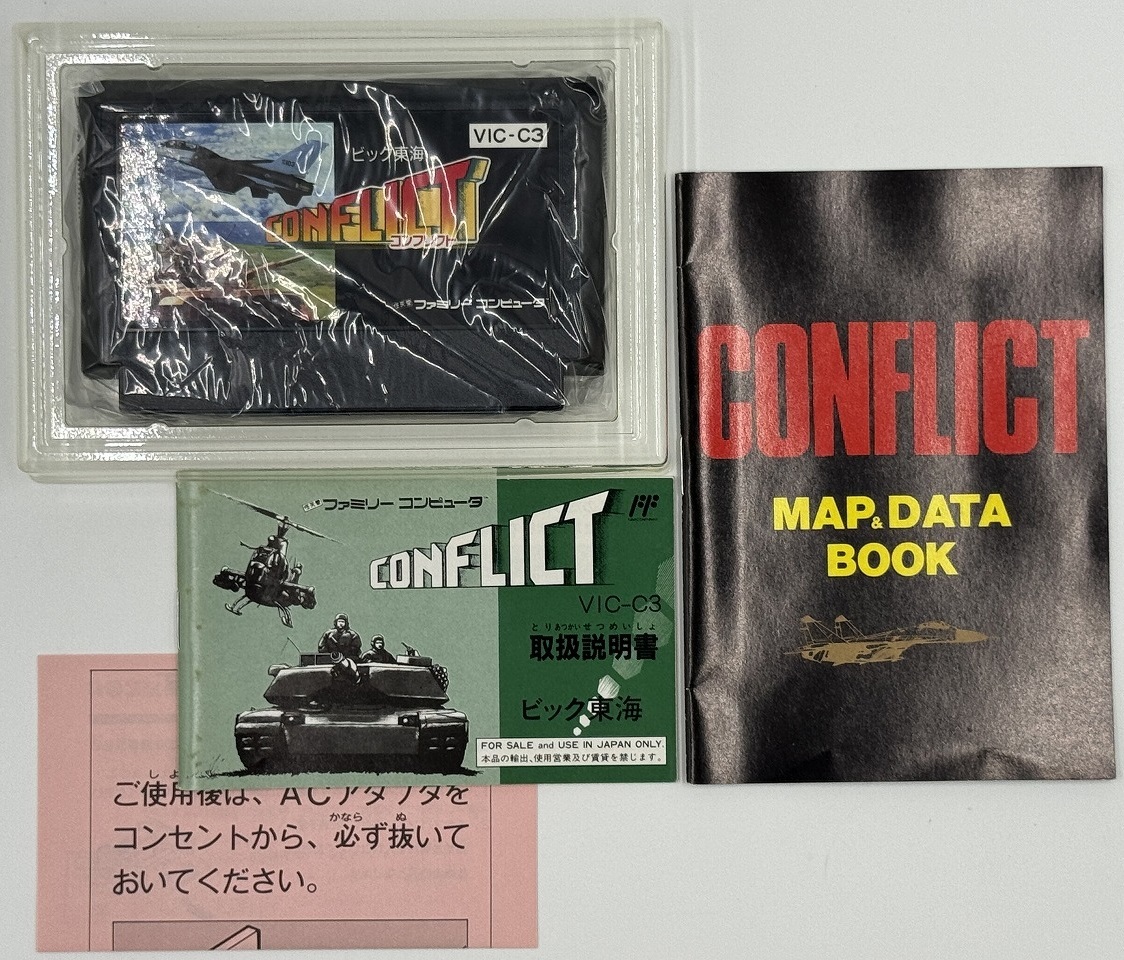 VIC-C3
ビック東海
CONFLICT
コンフリクト
ファミリー コンピュータ
CONFLICT
MAP & DATA
BOOK
ファミリー コンピュータ
CONFLICT
VIC-C3
とりあつかいせつめいしょ
取扱説明書
ビック東海
FOR SALE and USE IN JAPAN ONLY.
本品の輸出、使用営業及び賃貸を禁じます。
しよ
ご使用後は、ACアダプタを
かなら ぬ
コンセントから、必ず抜いて
おいてください。